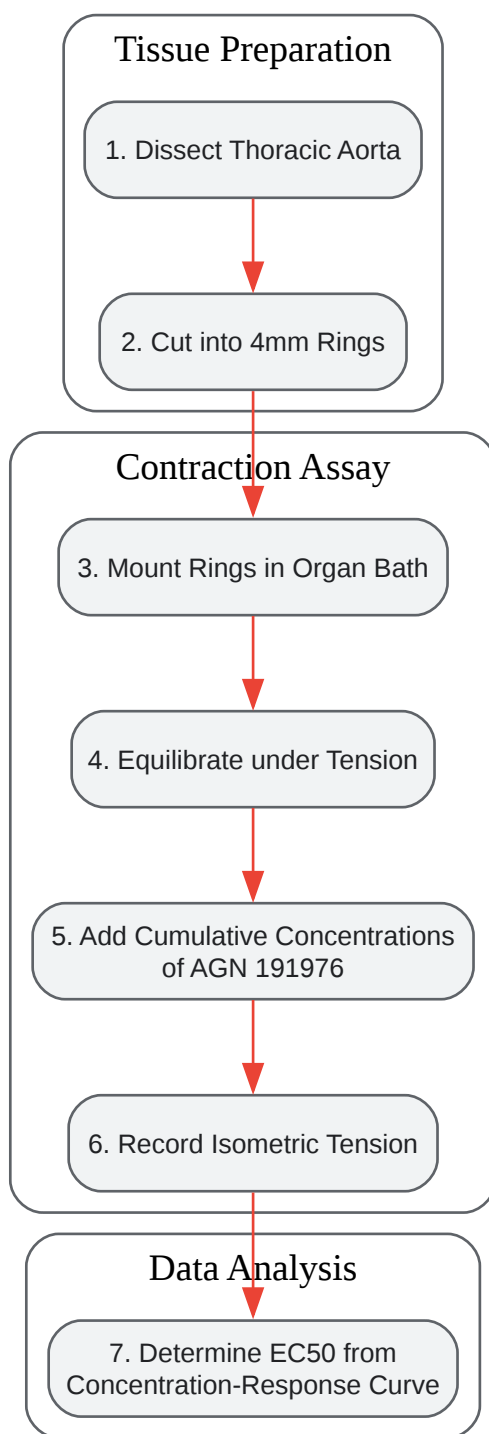 Tissue Preparation
1. Dissect Thoracic Aorta
2. Cut into 4mm Rings
Contraction Assay
3. Mount Rings in Organ Bath
4. Equilibrate under Tension
5. Add Cumulative Concentrations
of AGN 191976
6. Record Isometric Tension
Data Analysis
7. Determine EC50 from
Concentration-Response Curve